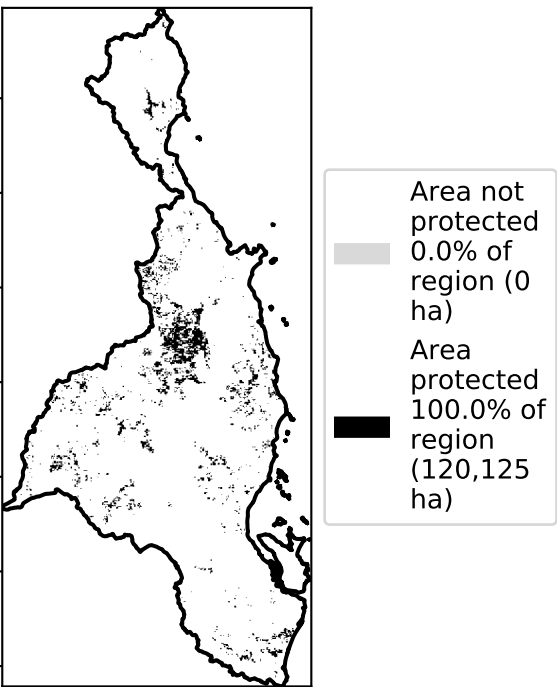 Area not
protected
0.0% of
region (0
ha)
Area
protected
100.0% of
region
(120,125
ha)